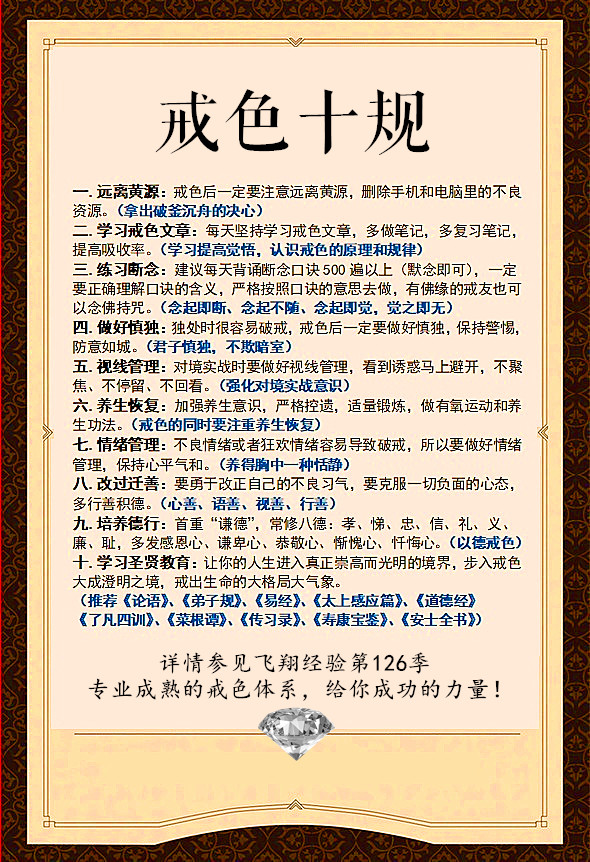 戒色十规
一. 远离黄源：戒色后一定要注意远离黄源，删除手机和电脑里的不良
资源。（拿出破釜沉舟的决心）
二. 学习戒色文章：每天坚持学习戒色文章，多做笔记，多复习笔记，
提高吸收率。（学习提高觉悟，认识戒色的原理和规律）
三. 练习断念：建议每天背诵断念口诀 500 遍以上（默念即可），一定
要正确理解口诀的含义，严格按照口诀的意思去做，有佛缘的戒友也可
以念佛持咒。（念起即断、念起不随、念起即觉，觉之即无）
四. 做好慎独：独处时很容易破戒，戒色后一定要做好慎独，保持警惕，
防意如城。（君子慎独，不欺暗室）
五. 视线管理：对境实战时要做好视线管理，看到诱惑马上避开，不聚
焦、不停留、不回看。（强化对境实战意识）
六. 养生恢复：加强养生意识，严格控遗，适量锻炼，做有氧运动和养
生功法。（戒色的同时要注重养生恢复）
七. 情绪管理：不良情绪或者狂欢情绪容易导致破戒，所以要做好情绪
管理，保持心平气和。（养得胸中一种恬静）
八. 改过迁善：要勇于改正自己的不良习气，要克服一切负面的心态，
多行善积德。（心善、语善、视善、行善）
九. 培养德行：首重“谦德”，常修八德：孝、悌、忠、信、礼、义、
廉、耻，多发感恩心、谦卑心、恭敬心、惭愧心、忏悔心。（以德戒色）
十. 学习圣贤教育：让你的人生进入真正崇高而光明的境界，步入戒色
大成澄明之境，戒出生命的大格局大气象。
（推荐《论语》、《弟子规》、《易经》、《太上感应篇》、《道德经》
《了凡四训》、《菜根谭》、《传习录》、《寿康宝鉴》、《安士全书》）
详情参见飞翔经验第126季
专业成熟的戒色体系，给你成功的力量！